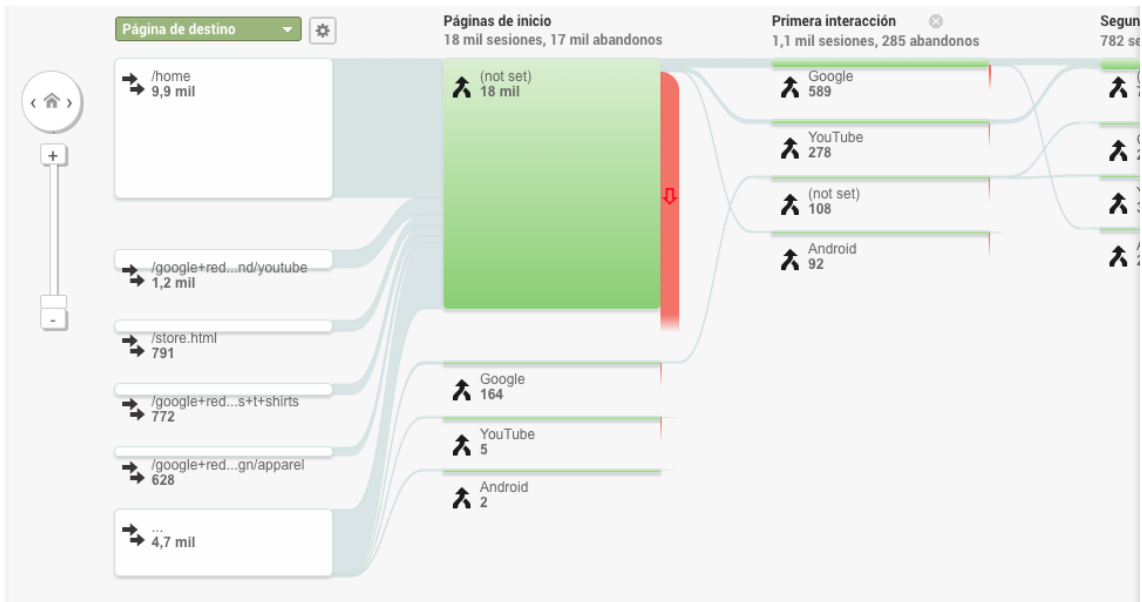 Página de destino
/home
9,9 mil
/google+red...nd/youtube
1,2 mil
/store.html
791
/google+red...s+t+shirts
772
/google+red...gn/apparel
628
...
4,7 mil
+
-
Páginas de inicio
18 mil sesiones, 17 mil abandonos
(not set)
18 mil
Google
164
YouTube
5
Android
2
Primera interacción
1,1 mil sesiones, 285 abandonos
Google
589
YouTube
278
(not set)
108
Android
92
Segun
782 se